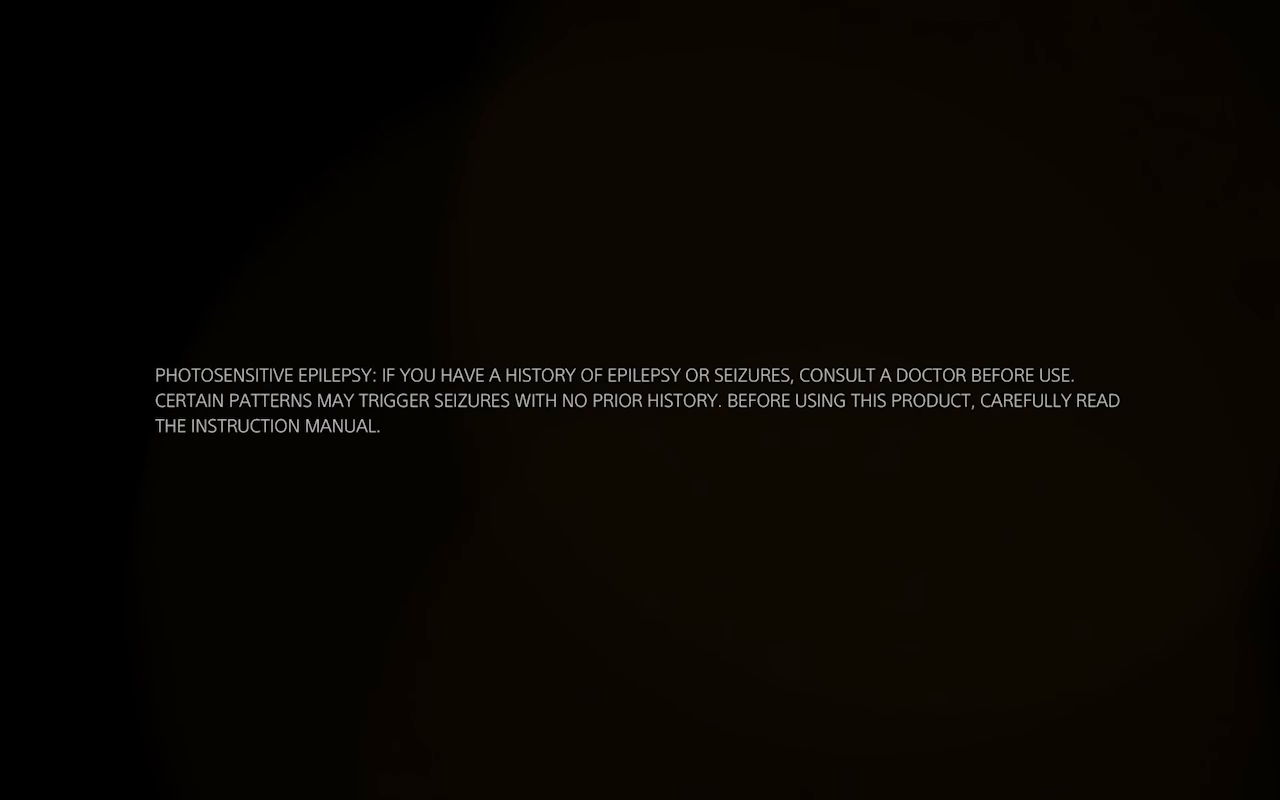 PHOTOSENSITIVE EPILEPSY: IF YOU HAVE A HISTORY OF EPILEPSY OR SEIZURES, CONSULT A DOCTOR BEFORE USE.
CERTAIN PATTERNS MAY TRIGGER SEIZURES WITH NO PRIOR HISTORY. BEFORE USING THIS PRODUCT, CAREFULLY READ
THE INSTRUCTION MANUAL.